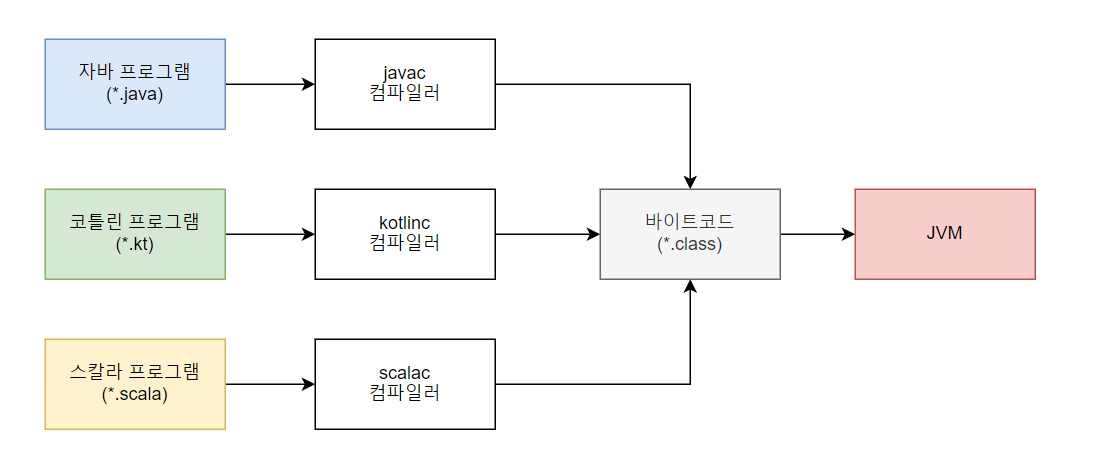 자바 프로그램
(*.java)
javac
컴파일러
코틀린 프로그램
(*.kt)
kotlinc
컴파일러
바이트코드
(*.class)
JVM
스칼라 프로그램
(*.scala)
scalac
컴파일러